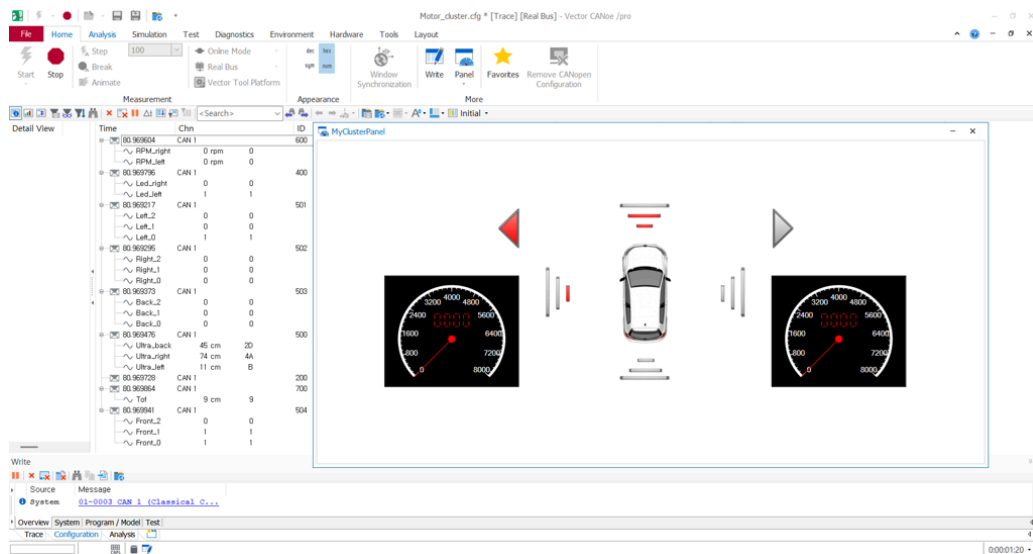 Motor_cluster.cfg * [Trace] [Real Bus] - Vector CANoe /pro
File Home Analysis Simulation Test Diagnostics Environment Hardware Tools Layout
Start Stop Step 100 Break Animate
Online Mode Real Bus Vector Tool Platform
dec hex sym num
Window Synchronization
Write Panel Favorites Remove CANopen Configuration
Measurement Appearance More
<Search> Initial
Detail View
Time Chn ID
80.969604 CAN 1 600
RPM_right 0 rpm 0
RPM_left 0 rpm 0
80.969796 CAN 1 400
Led_right 0 0
Led_left 1 1
80.969217 CAN 1 501
Left_2 0 0
Left_1 0 0
Left_0 1 1
80.969295 CAN 1 502
Right_2 0 0
Right_1 0 0
Right_0 0 0
80.969373 CAN 1 503
Back_2 0 0
Back_1 0 0
Back_0 0 0
80.969476 CAN 1 500
Ultra_back 45 cm 2D
Ultra_right 74 cm 4A
Ultra_left 11 cm B
80.969728 CAN 1 200
80.969864 CAN 1 700
Tof 9 cm 9
80.969941 CAN 1 504
Front_2 0 0
Front_1 1 1
Front_0 1 1
MyClusterPanel
0 800 1600 2400 3200 4000 4800 5600 6400 7200 8000
0000
0 800 1600 2400 3200 4000 4800 5600 6400 7200 8000
0000
Write
Source Message
System 01-0003 CAN 1 (Classical C...
Overview System Program / Model Test
Trace Configuration Analysis
0:00:01:20